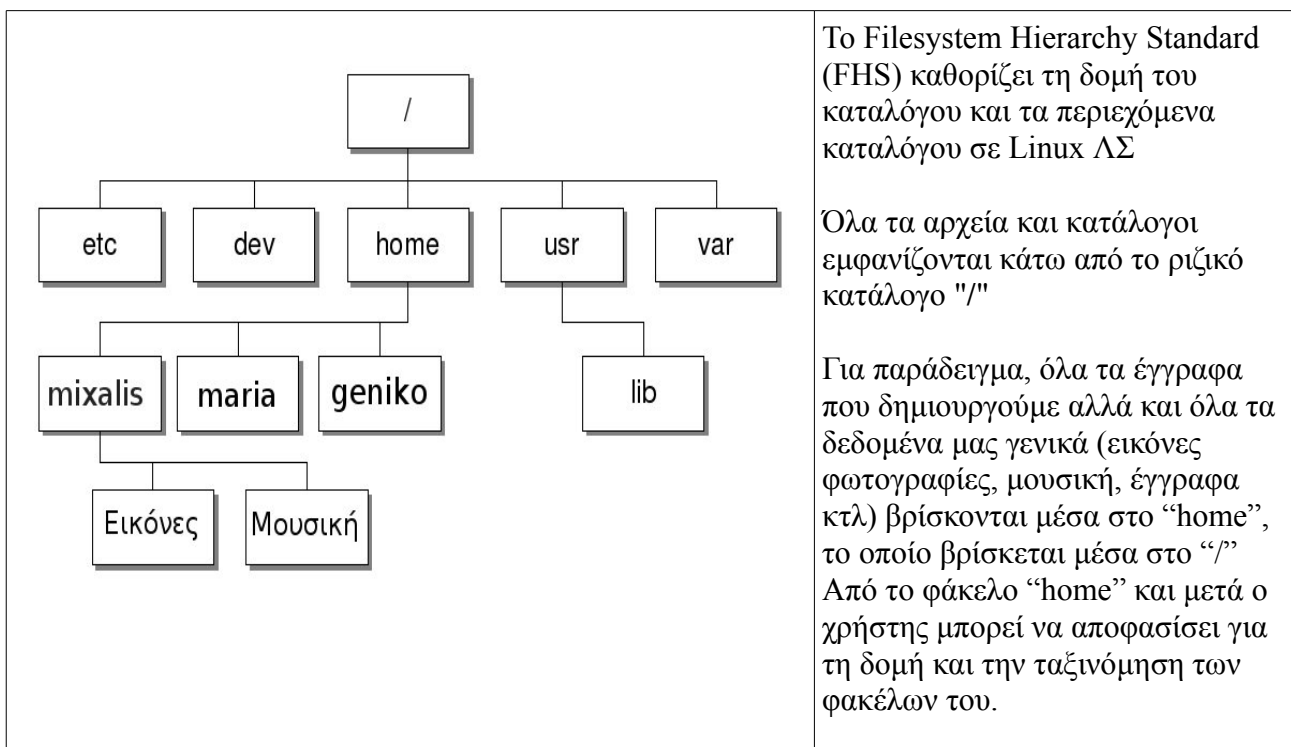 /
etc dev home usr var
mixalis maria geniko lib
Εικόνες Μουσική
Το Filesystem Hierarchy Standard
(FHS) καθορίζει τη δομή του
καταλόγου και τα περιεχόμενα
καταλόγου σε Linux ΛΣ
Όλα τα αρχεία και κατάλογοι
εμφανίζονται κάτω από το ριζικό
κατάλογο "/"
Για παράδειγμα, όλα τα έγγραφα
που δημιουργούμε αλλά και όλα τα
δεδομένα μας γενικά (εικόνες
φωτογραφίες, μουσική, έγγραφα
κτλ) βρίσκονται μέσα στο “home”,
το οποίο βρίσκεται μέσα στο “/”
Από το φάκελο “home” και μετά ο
χρήστης μπορεί να αποφασίσει για
τη δομή και την ταξινόμηση των
φακέλων του.